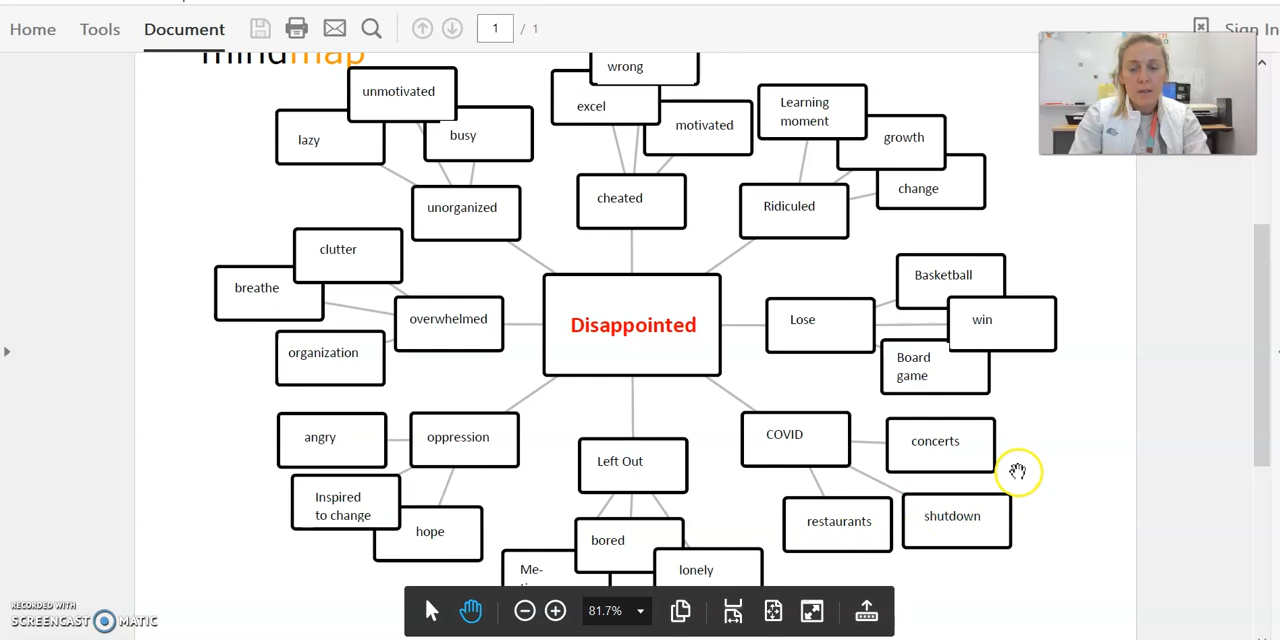 Home
Tools
Document
1
/ 1
Sign In
mindmap
unmotivated
wrong
excel
motivated
Learning
moment
growth
change
lazy
busy
unorganized
cheated
Ridiculed
clutter
breathe
overwhelmed
organization
Disappointed
Basketball
Lose
win
Board
game
angry
oppression
Inspired
to change
hope
Left Out
bored
Me-
lonely
COVID
concerts
restaurants
shutdown
81.7%
RECORDED WITH
SCREENCAST MATIC